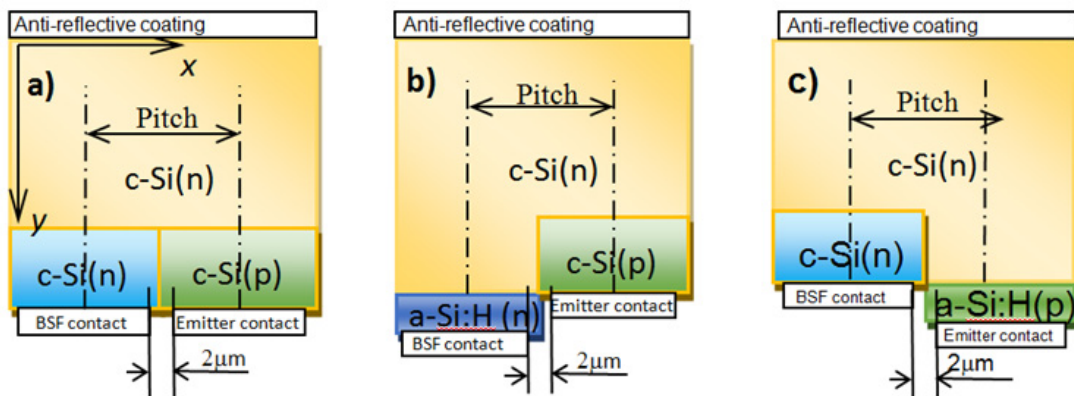 Anti-reflective coating
x
a)
Pitch
c-Si(n)
y
c-Si(n) c-Si(p)
BSF contact Emitter contact
2μm
Anti-reflective coating
b)
Pitch
c-Si(n)
c-Si(p)
a-Si:H (n) Emitter contact
BSF contact
2μm
Anti-reflective coating
c)
Pitch
c-Si(n)
c-Si(n)
BSF contact a-Si:H(p)
Emitter contact
2μm